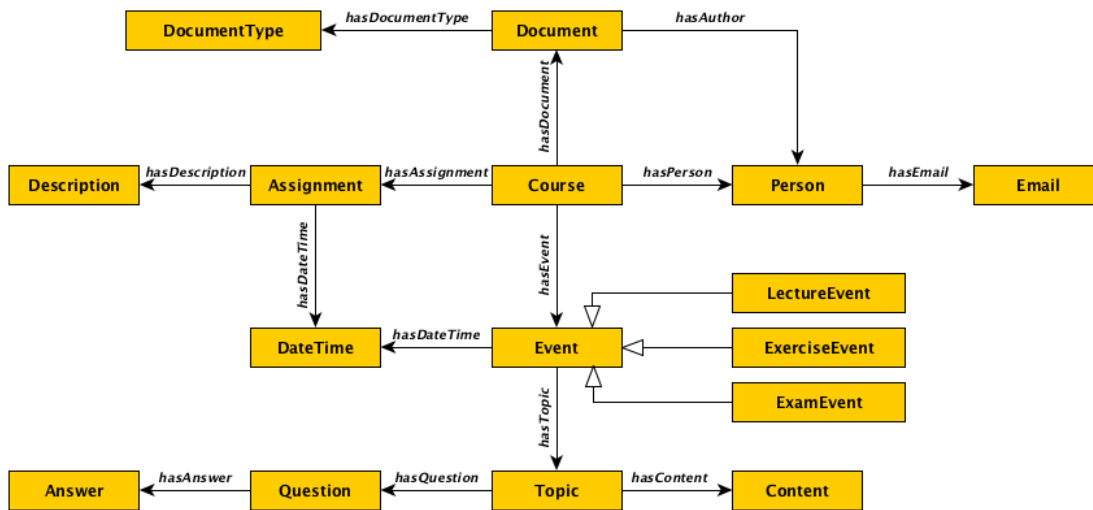 DocumentType
hasDocumentType
Document
hasAuthor
hasDocument
Description
hasDescription
Assignment
hasAssignment
Course
hasPerson
Person
hasEmail
Email
hasDateTime
hasEvent
LectureEvent
DateTime
hasDateTime
Event
ExerciseEvent
ExamEvent
hasTopic
Answer
hasAnswer
Question
hasQuestion
Topic
hasContent
Content